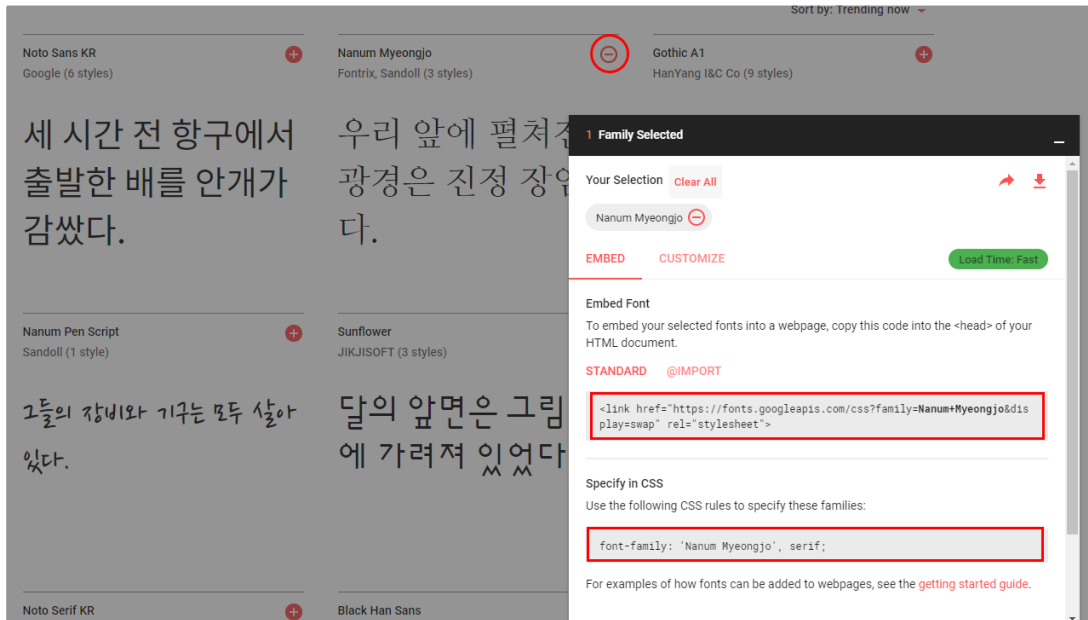 Sort by: Trending now
Noto Sans KR
Google (6 styles)
세 시간 전 항구에서
출발한 배를 안개가
감쌌다.
Nanum Myeongjo
Fontrix, Sandoll (3 styles)
우리 앞에 펼쳐진
광경은 진정 장엄
다.
Gothic A1
HanYang I&C Co (9 styles)
Nanum Pen Script
Sandoll (1 style)
그들의 장비와 기구는 모두 살아
있다.
Sunflower
JIKJISOFT (3 styles)
달의 앞면은 그림
에 가려져 있었다
Noto Serif KR
Black Han Sans
1 Family Selected
Your Selection Clear All
Nanum Myeongjo
EMBED CUSTOMIZE
Load Time: Fast
Embed Font
To embed your selected fonts into a webpage, copy this code into the <head> of your
HTML document.
STANDARD @IMPORT
<link href="https://fonts.googleapis.com/css?family=Nanum+Myeongjo&dis
play=swap" rel="stylesheet">
Specify in CSS
Use the following CSS rules to specify these families:
font-family: 'Nanum Myeongjo', serif;
For examples of how fonts can be added to webpages, see the getting started guide.